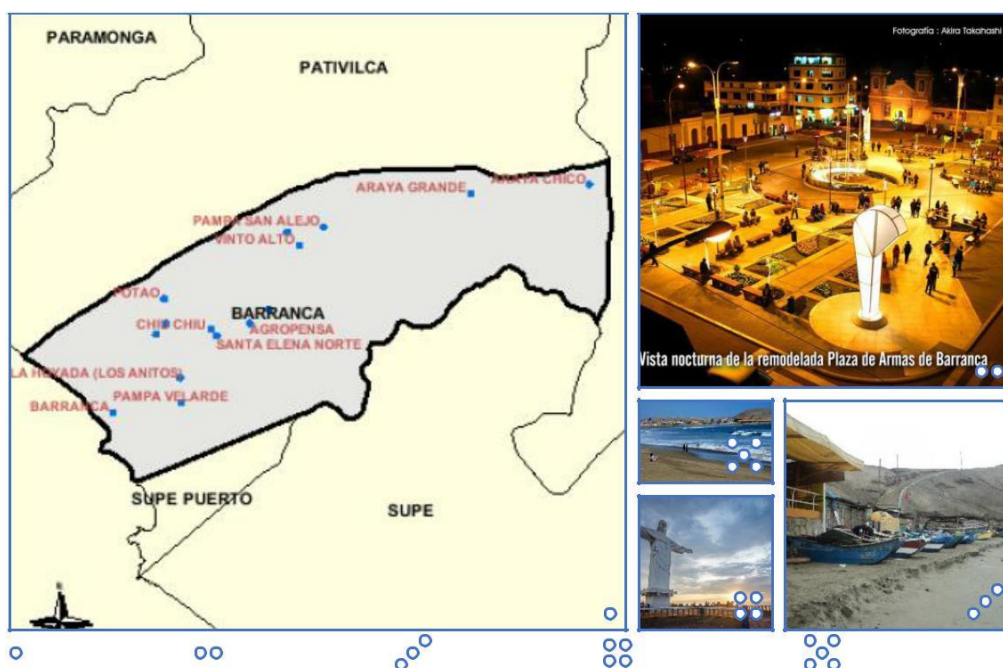 PARAMONGA
PATIVILCA
ARAYA CHICO
ARAYA GRANDE
PAMPA SAN ALEJO
VINTO ALTO
POTAO
BARRANCA
CHIU CHIU
AGROPENSA
SANTA ELENA NORTE
LA HOYADA (LOS ANITOS)
PAMPA VELARDE
BARRANCA
SUPE PUERTO
SUPE
N
Fotografía : Akira Takahashi
Vista nocturna de la remodelada Plaza de Armas de Barranca